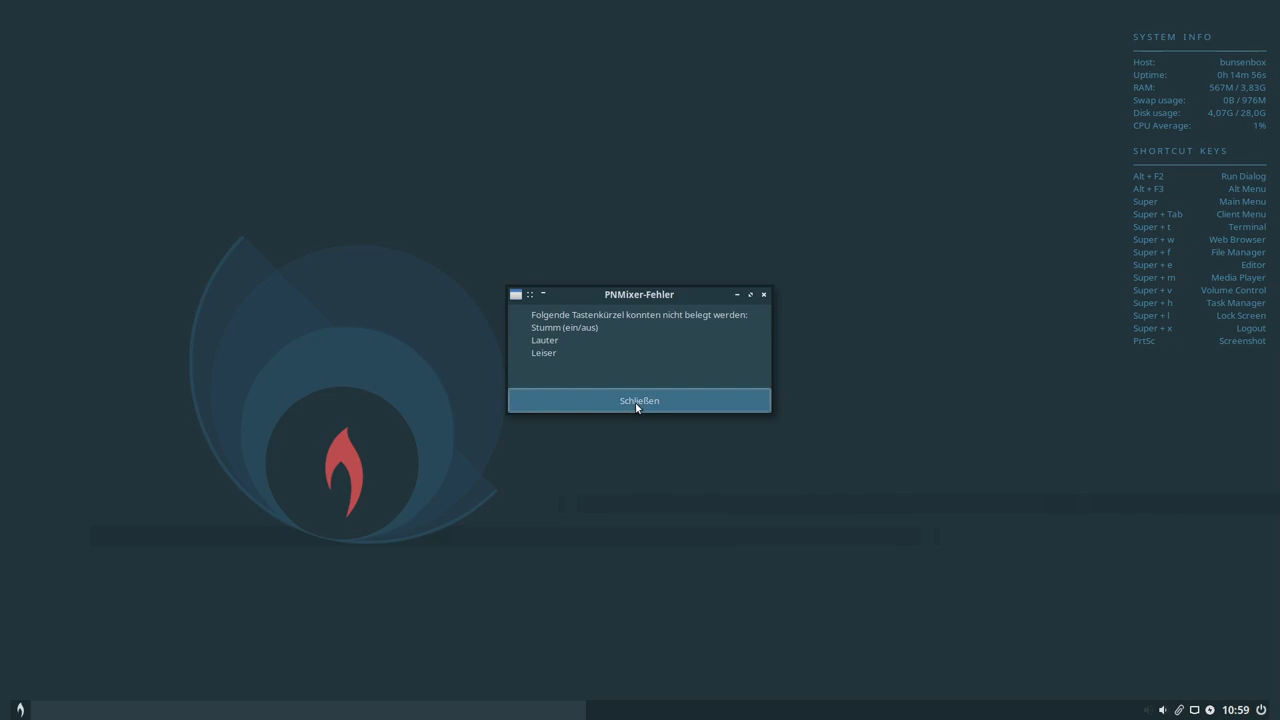 SYSTEM INFO
Host: bunsenbox
Uptime: 0h 14m 56s
RAM: 567M / 3,83G
Swap usage: 0B / 976M
Disk usage: 4,07G / 28,0G
CPU Average: 1%
SHORTCUT KEYS
Alt + F2 Run Dialog
Alt + F3 Alt Menu
Super Main Menu
Super + Tab Client Menu
Super + t Terminal
Super + w Web Browser
Super + f File Manager
Super + e Editor
Super + m Media Player
Super + v Volume Control
Super + h Task Manager
Super + l Lock Screen
Super + x Logout
PrtSc Screenshot
PNMixer-Fehler
Folgende Tastenkürzel konnten nicht belegt werden:
Stumm (ein/aus)
Lauter
Leiser
Schließen
10:59